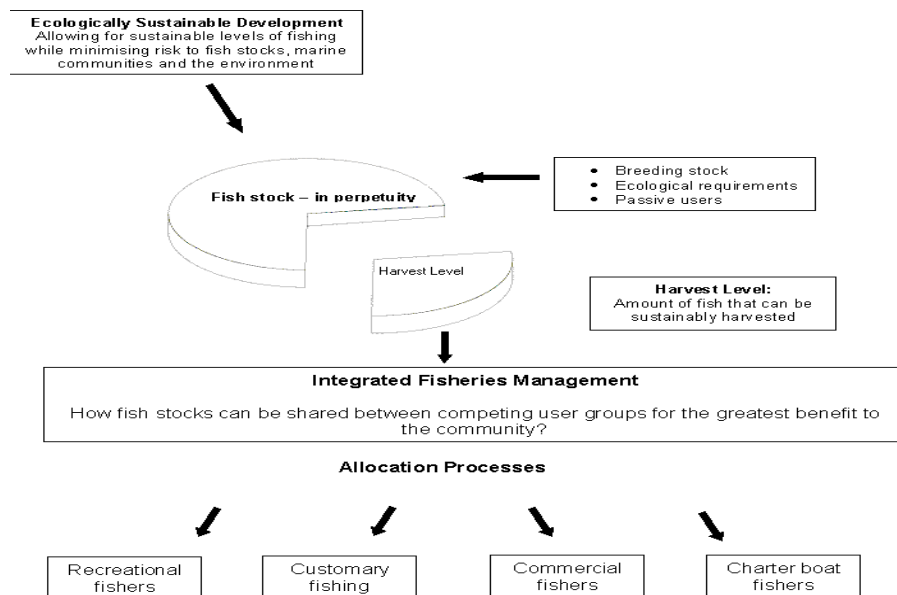 Ecologically Sustainable Development
Allowing for sustainable levels of fishing
while minimising risk to fish stocks, marine
communities and the environment
Fish stock – in perpetuity
• Breeding stock
• Ecological requirements
• Passive users
Harvest Level
Harvest Level:
Amount of fish that can be
sustainably harvested
Integrated Fisheries Management
How fish stocks can be shared between competing user groups for the greatest benefit to
the community?
Allocation Processes
Recreational
fishers
Customary
fishing
Commercial
fishers
Charter boat
fishers